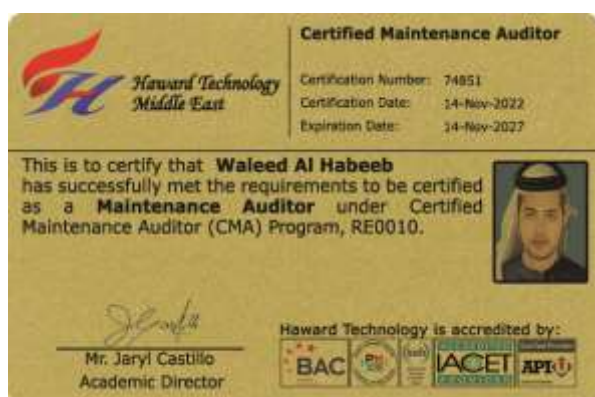 Haward Technology
Middle East
Certified Maintenance Auditor
Certification Number: 74851
Certification Date: 14-Nov-2022
Expiration Date: 14-Nov-2027
This is to certify that Waleed Al Habeeb
has successfully met the requirements to be certified
as a Maintenance Auditor under Certified
Maintenance Auditor (CMA) Program, RE0010.
Mr. Jaryl Castillo
Academic Director
Haward Technology is accredited by:
BAC
IACET
API